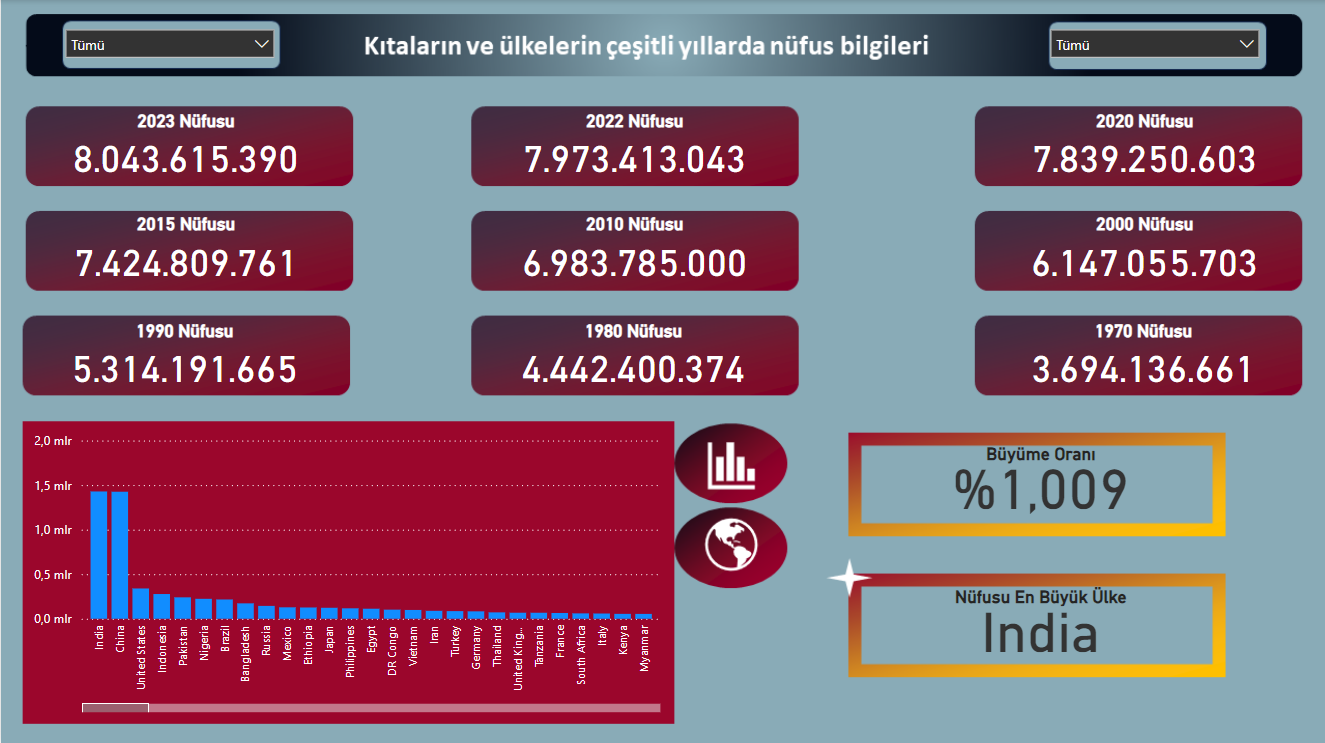 Tümü
Kıtaların ve ülkelerin çeşitli yıllarda nüfus bilgileri
Tümü
2023 Nüfusu
8.043.615.390
2022 Nüfusu
7.973.413.043
2020 Nüfusu
7.839.250.603
2015 Nüfusu
7.424.809.761
2010 Nüfusu
6.983.785.000
2000 Nüfusu
6.147.055.703
1990 Nüfusu
5.314.191.665
1980 Nüfusu
4.442.400.374
1970 Nüfusu
3.694.136.661
2,0 mlr
1,5 mlr
1,0 mlr
0,5 mlr
0,0 mlr
India
China
United States
Indonesia
Pakistan
Nigeria
Brazil
Bangladesh
Russia
Mexico
Ethiopia
Japan
Philippines
Egypt
DR Congo
Vietnam
Iran
Turkey
Germany
Thailand
United King...
Tanzania
France
South Africa
Italy
Kenya
Myanmar
Büyüme Oranı
%1,009
Nüfusu En Büyük Ülke
India